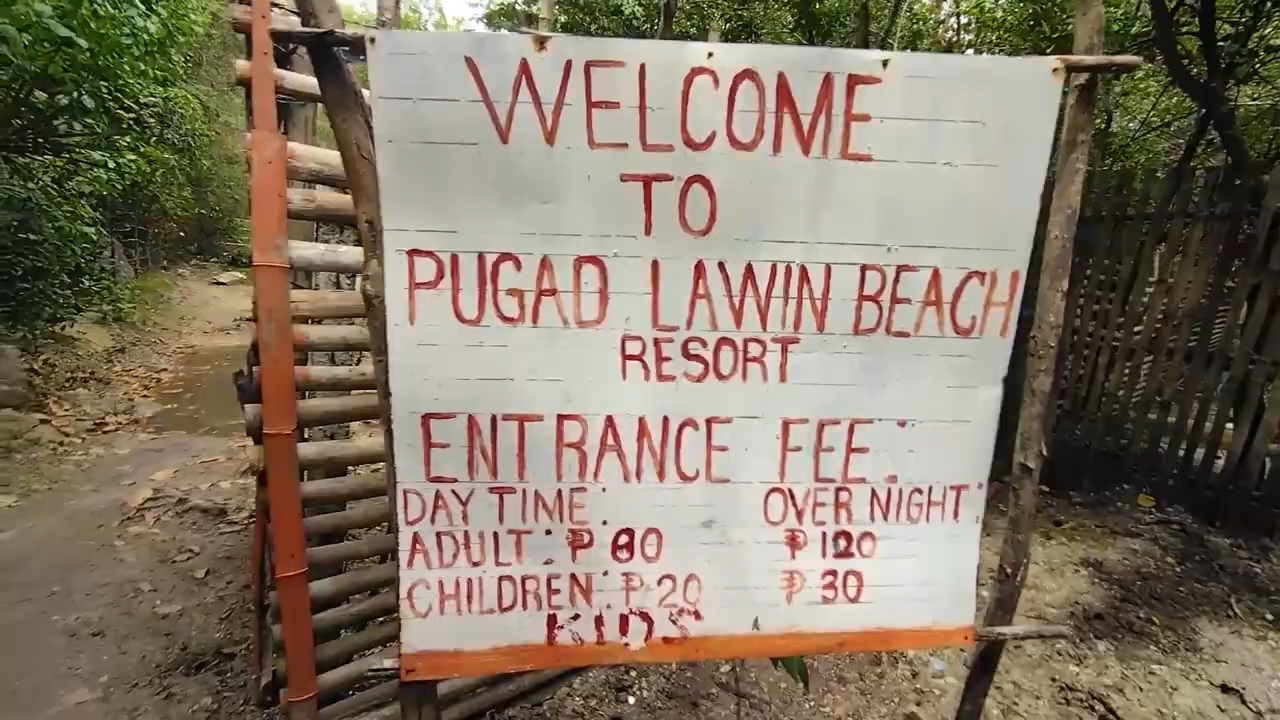 WELCOME
TO
PUGAD LAWIN BEACH
RESORT
ENTRANCE FEE:
DAY TIME: OVER NIGHT:
ADULT: ₱ 80 ₱ 120
CHILDREN: ₱ 20 ₱ 30
KIDS